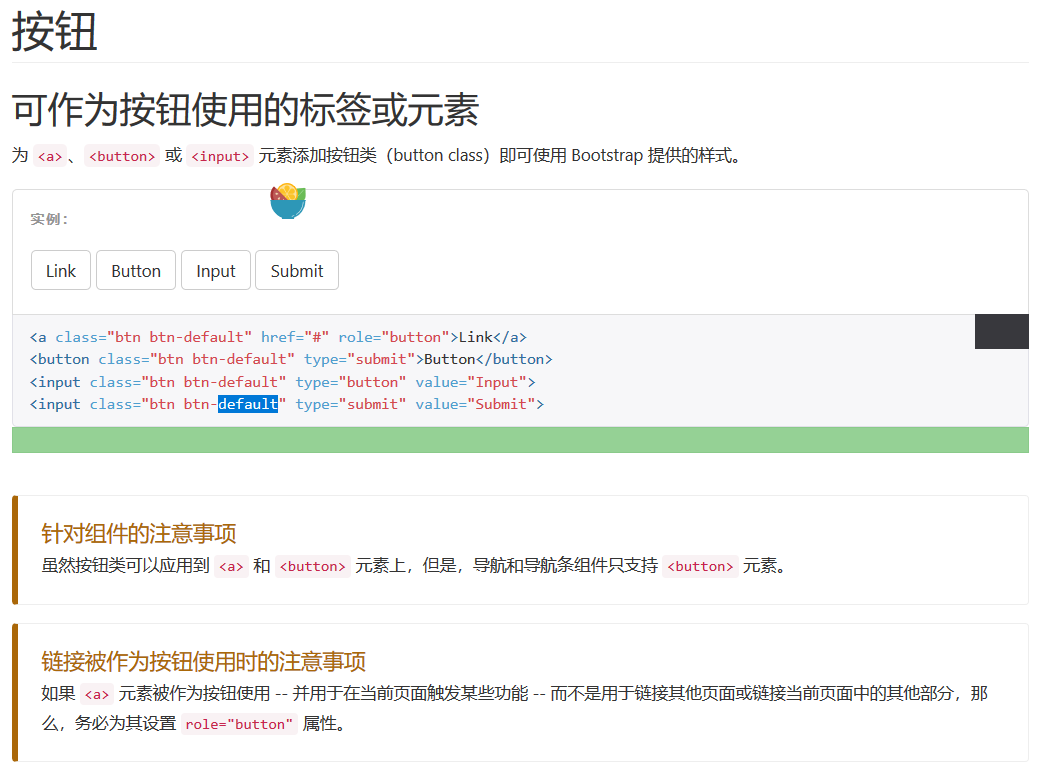 按钮
可作为按钮使用的标签或元素
为 <a> 、 <button> 或 <input> 元素添加按钮类（button class）即可使用 Bootstrap 提供的样式。
实例：
Link Button Input Submit
<a class="btn btn-default" href="#" role="button">Link</a>
<button class="btn btn-default" type="submit">Button</button>
<input class="btn btn-default" type="button" value="Input">
<input class="btn btn-default" type="submit" value="Submit">
针对组件的注意事项
虽然按钮类可以应用到 <a> 和 <button> 元素上，但是，导航和导航条组件只支持 <button> 元素。
链接被作为按钮使用时的注意事项
如果 <a> 元素被作为按钮使用 -- 并用于在当前页面触发某些功能 -- 而不是用于链接其他页面或链接当前页面中的其他部分，那
么，务必为其设置 role="button" 属性。